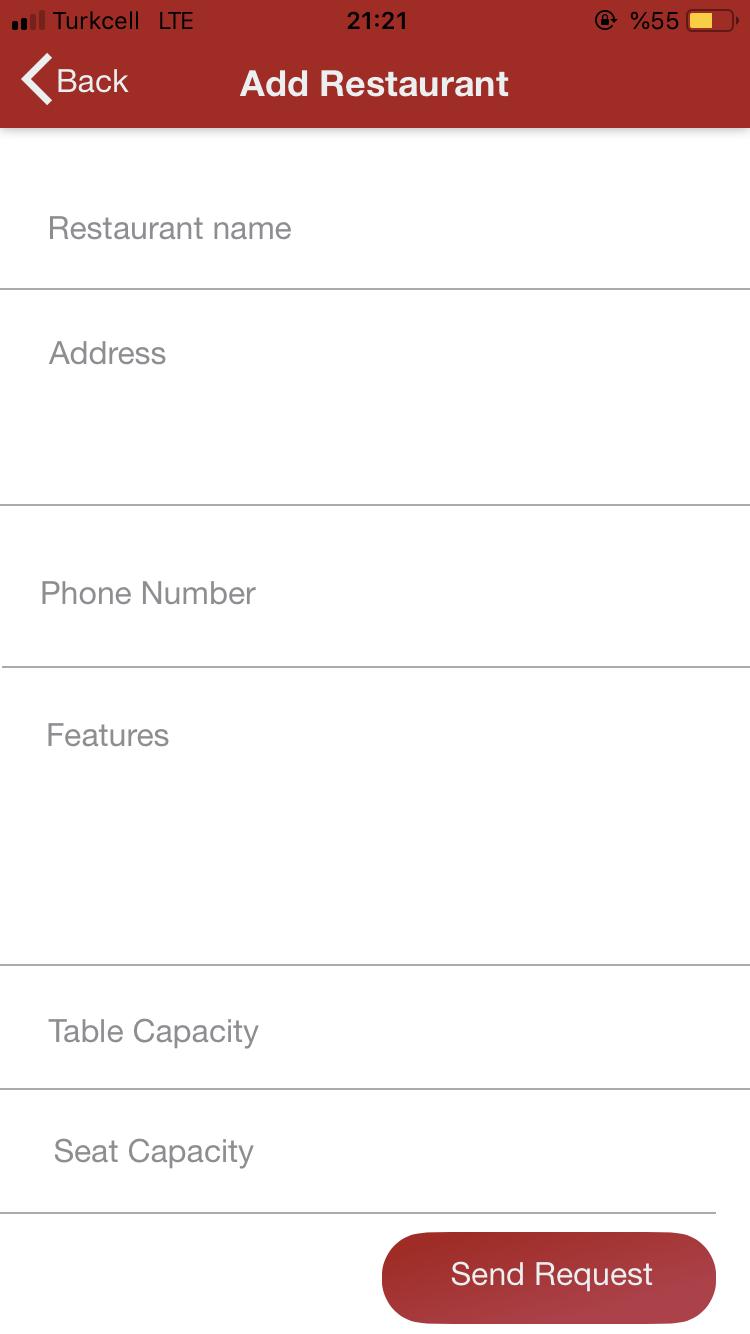 Turkcell LTE 21:21 %55
Back Add Restaurant
Restaurant name
Address
Phone Number
Features
Table Capacity
Seat Capacity
Send Request